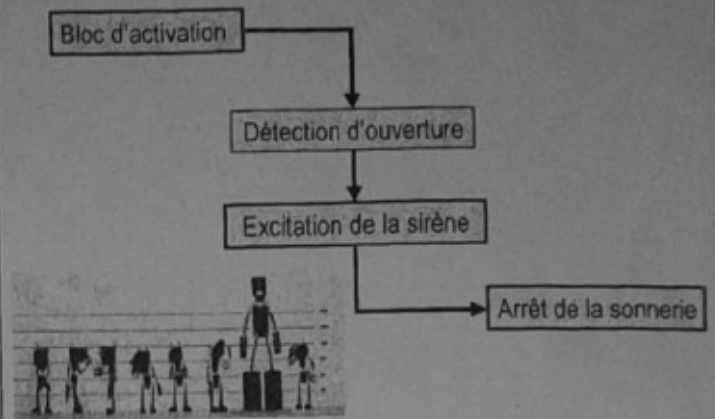 Bloc d'activation
Détection d'ouverture
Excitation de la sirène
Arrêt de la sonnerie